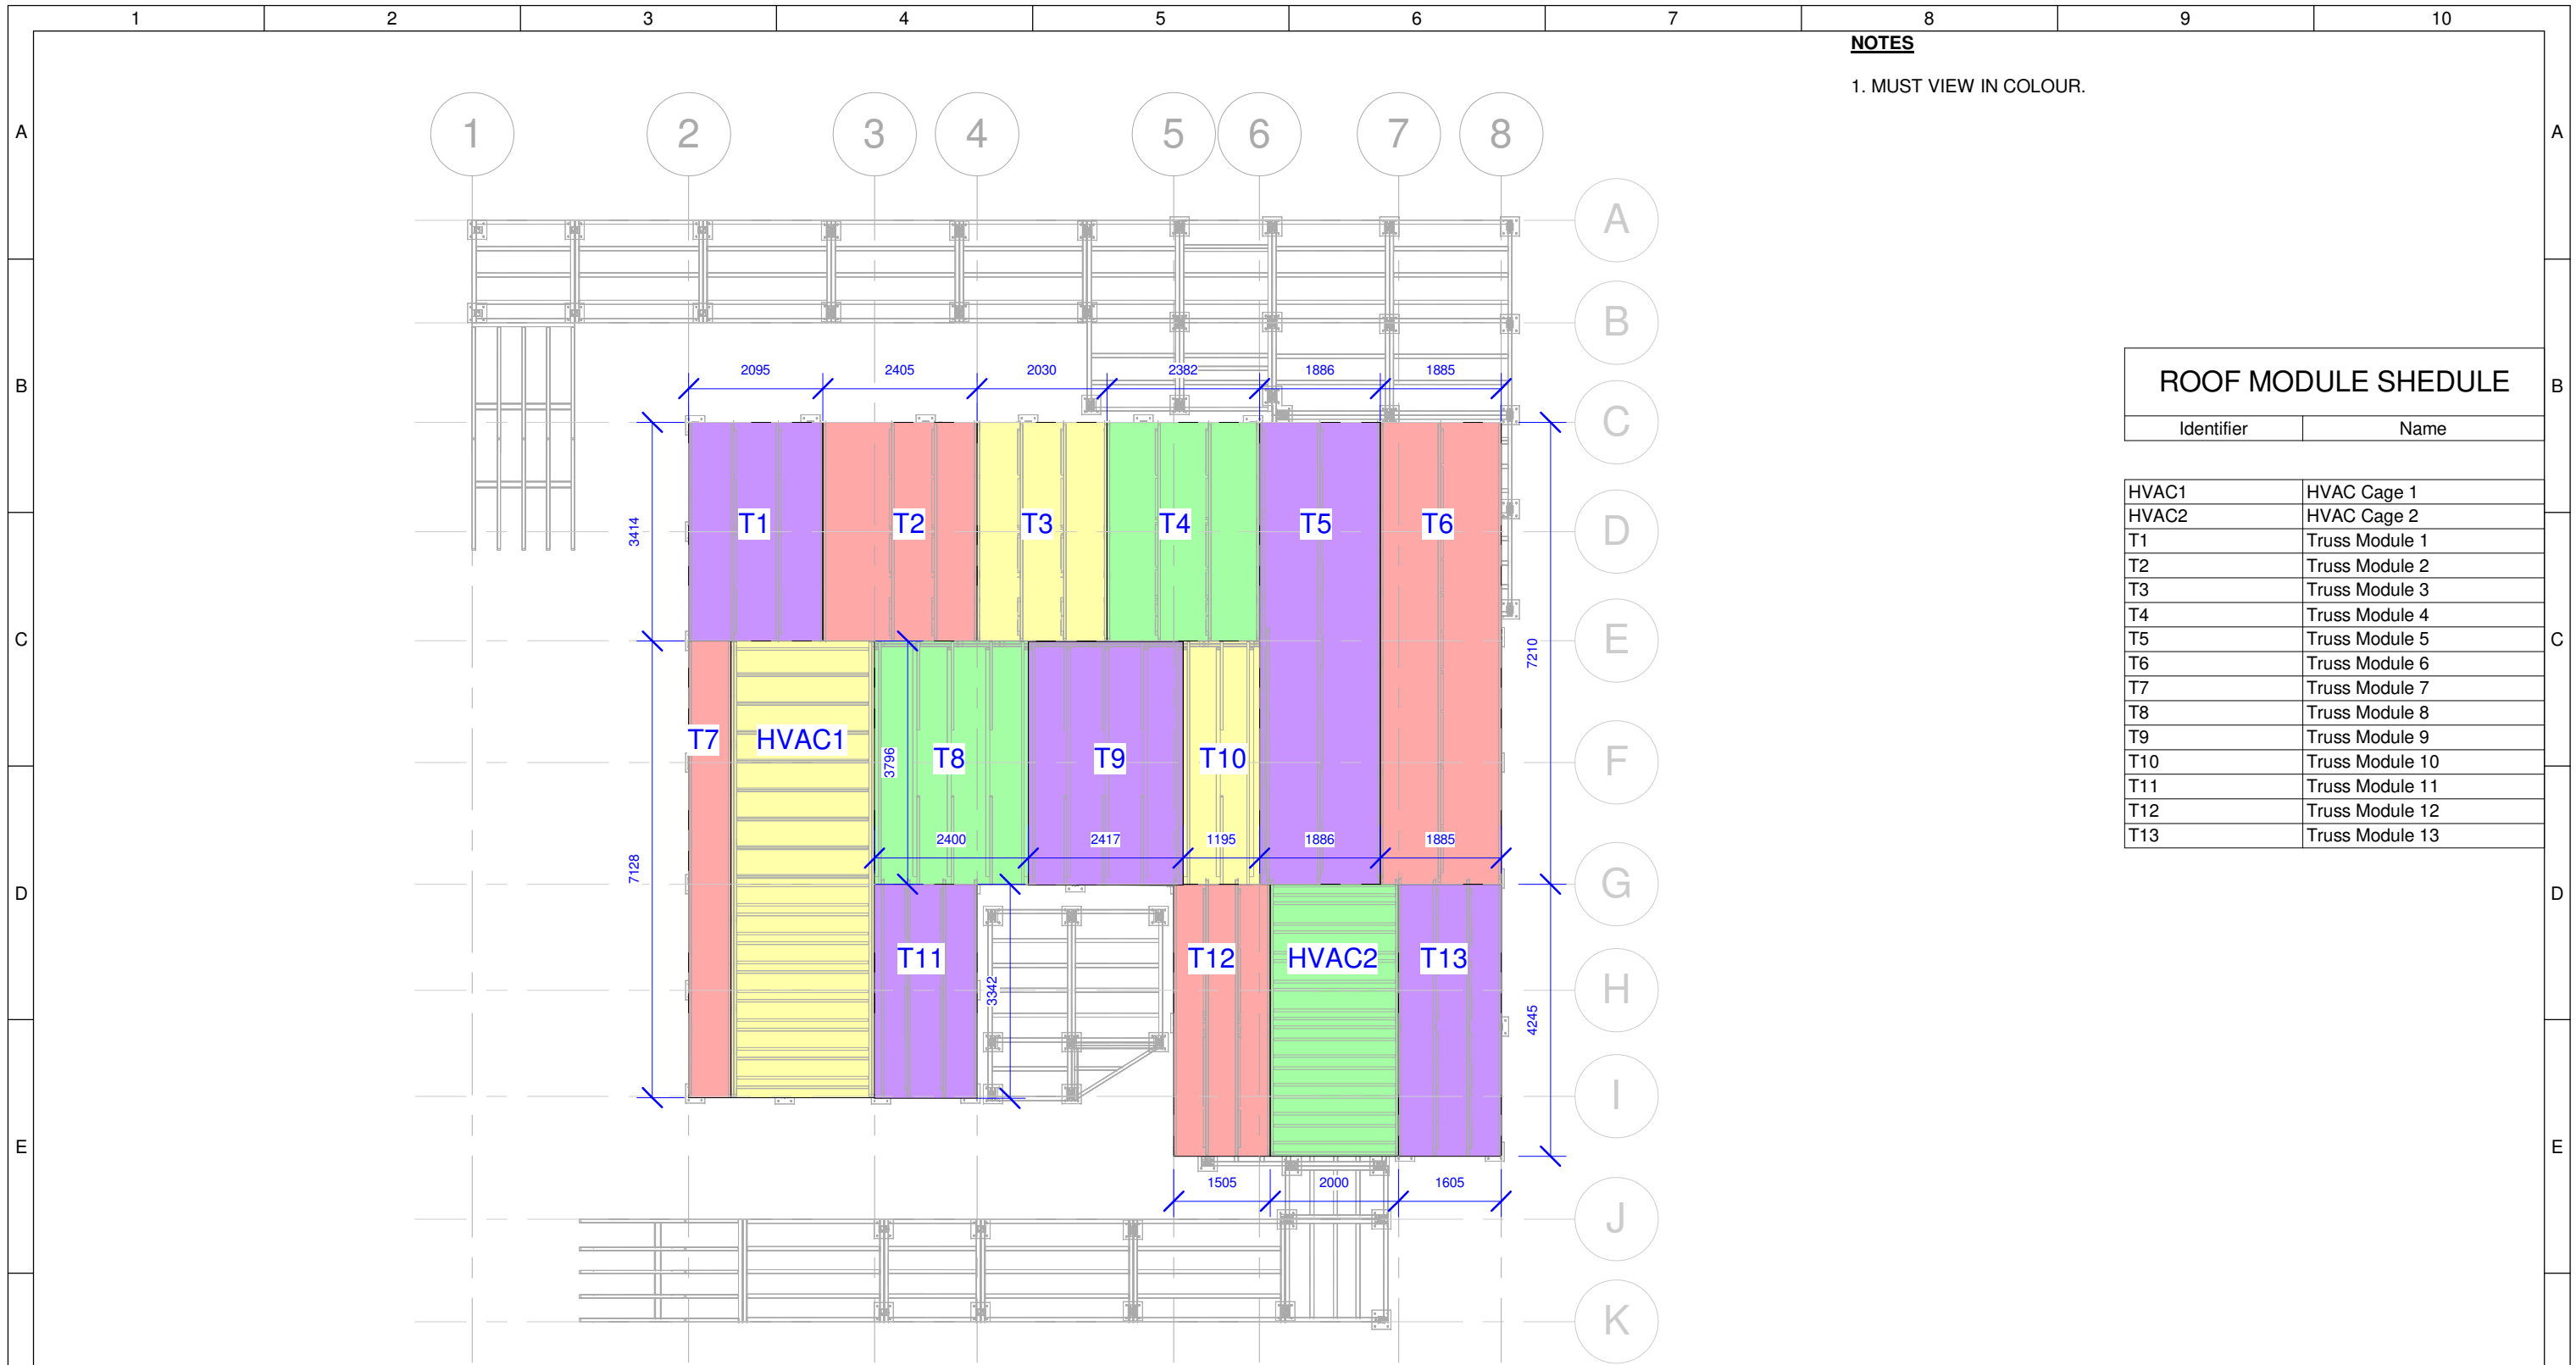 1 2 3 4 5 6 7 8 9 10
NOTES
1. MUST VIEW IN COLOUR.
A A
1 2 3 4 5 6 7 8
A
B
B B
2095 2405 2030 2382 1886 1885
ROOF MODULE SHEDULE
Identifier Name
C
HVAC1 HVAC Cage 1
HVAC2 HVAC Cage 2
T1 Truss Module 1
T2 Truss Module 2
T3 Truss Module 3
T4 Truss Module 4
T5 Truss Module 5
T6 Truss Module 6
T7 Truss Module 7
T8 Truss Module 8
T9 Truss Module 9
T10 Truss Module 10
T11 Truss Module 11
T12 Truss Module 12
T13 Truss Module 13
3414 T1 T2 T3 T4 T5 T6 D
C C
E
7210
T7 HVAC1 3796 T8 T9 T10 F
7128 2400 2417 1195 1886 1885
G
D D
T11 T12 HVAC2 T13
3342 H
4245
I
E E
1505 2000 1605
J
K